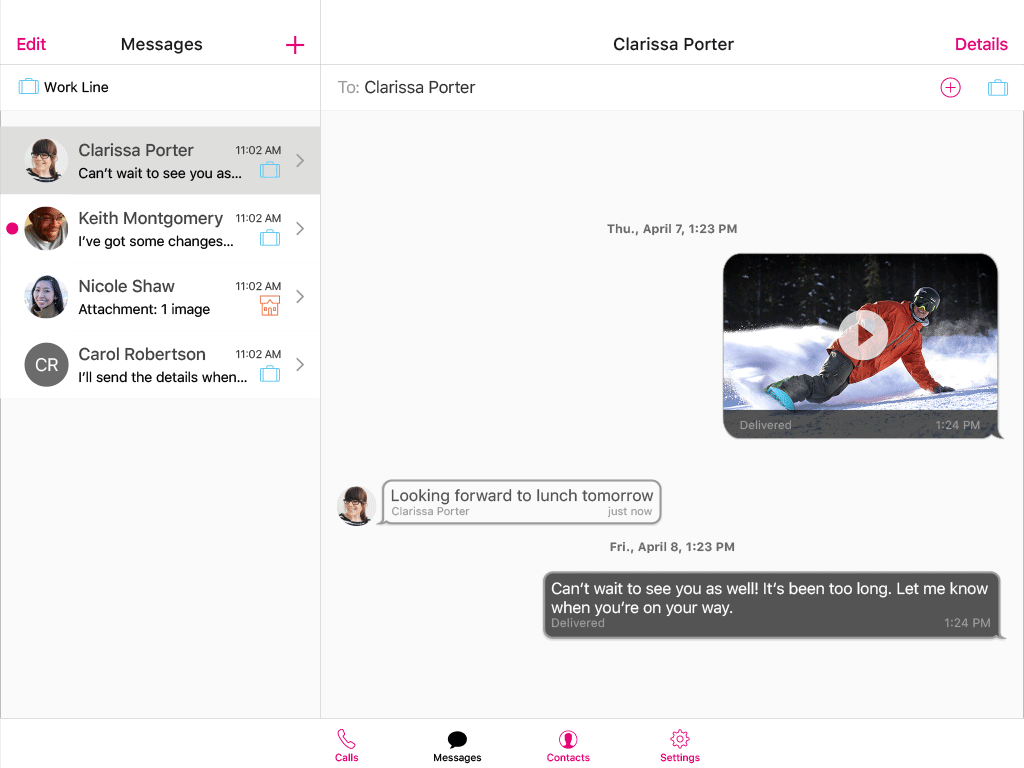 Edit
Messages
Work Line
Clarissa Porter
11:02 AM
Can't wait to see you as...
Keith Montgomery
11:02 AM
I've got some changes...
Nicole Shaw
11:02 AM
Attachment: 1 image
CR
Carol Robertson
11:02 AM
I'll send the details when...
Clarissa Porter
Details
To: Clarissa Porter
Thu., April 7, 1:23 PM
Delivered
1:24 PM
Looking forward to lunch tomorrow
Clarissa Porter
just now
Fri., April 8, 1:23 PM
Can't wait to see you as well! It's been too long. Let me know
when you're on your way.
Delivered
1:24 PM
Calls
Messages
Contacts
Settings